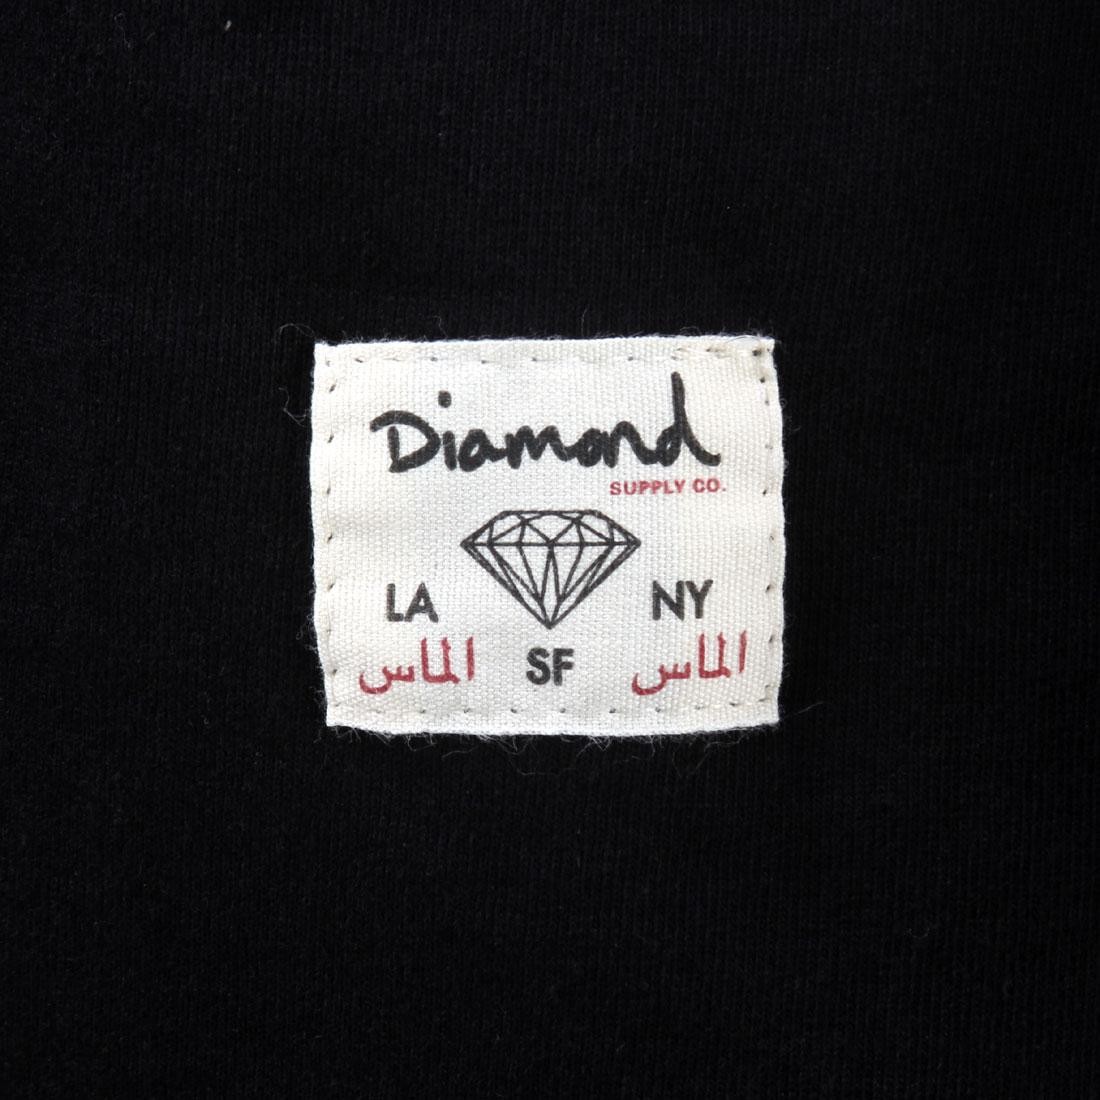 Diamond
SUPPLY CO.
LA NY
الماس SF الماس